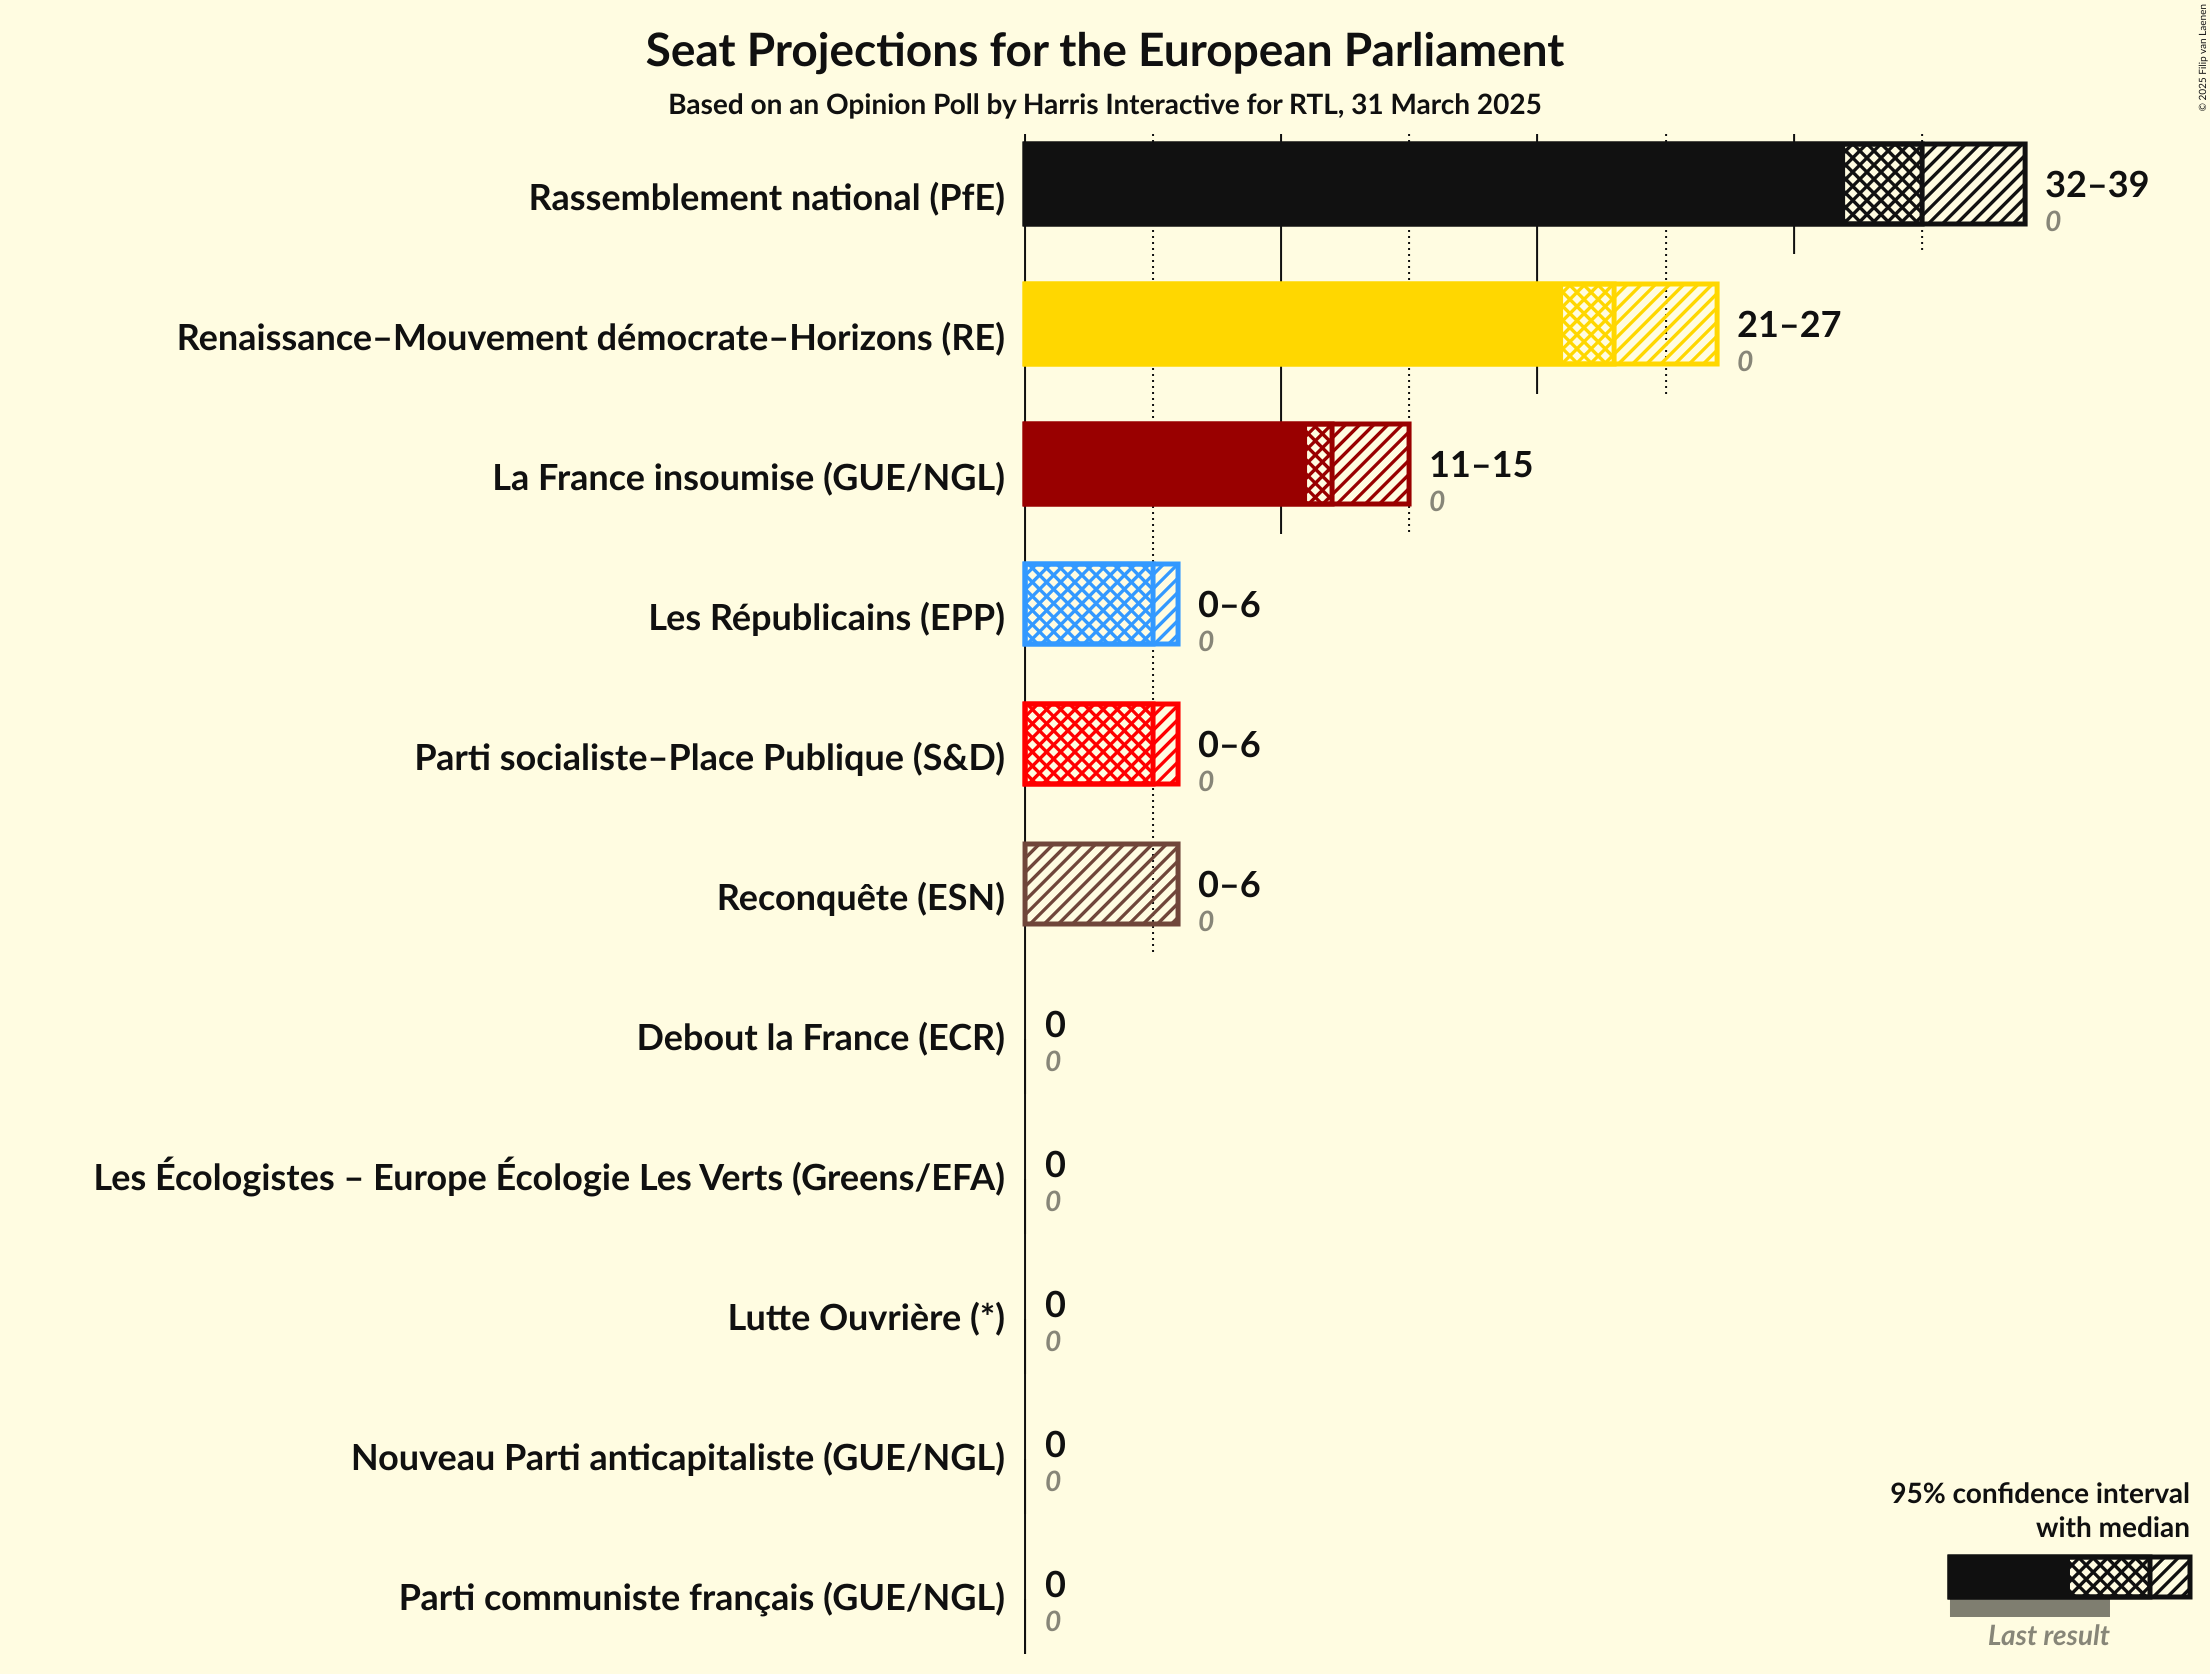 Seat Projections for the European Parliament
Based on an Opinion Poll by Harris Interactive for RTL, 31 March 2025
© 2025 Filip van Laenen
Rassemblement national (PfE)
32–39
0
Renaissance–Mouvement démocrate–Horizons (RE)
21–27
0
La France insoumise (GUE/NGL)
11–15
0
Les Républicains (EPP)
0–6
0
Parti socialiste–Place Publique (S&D)
0–6
0
Reconquête (ESN)
0–6
0
Debout la France (ECR)
0
0
Les Écologistes – Europe Écologie Les Verts (Greens/EFA)
0
0
Lutte Ouvrière (*)
0
0
Nouveau Parti anticapitaliste (GUE/NGL)
0
0
Parti communiste français (GUE/NGL)
0
0
95% confidence interval
with median
Last result